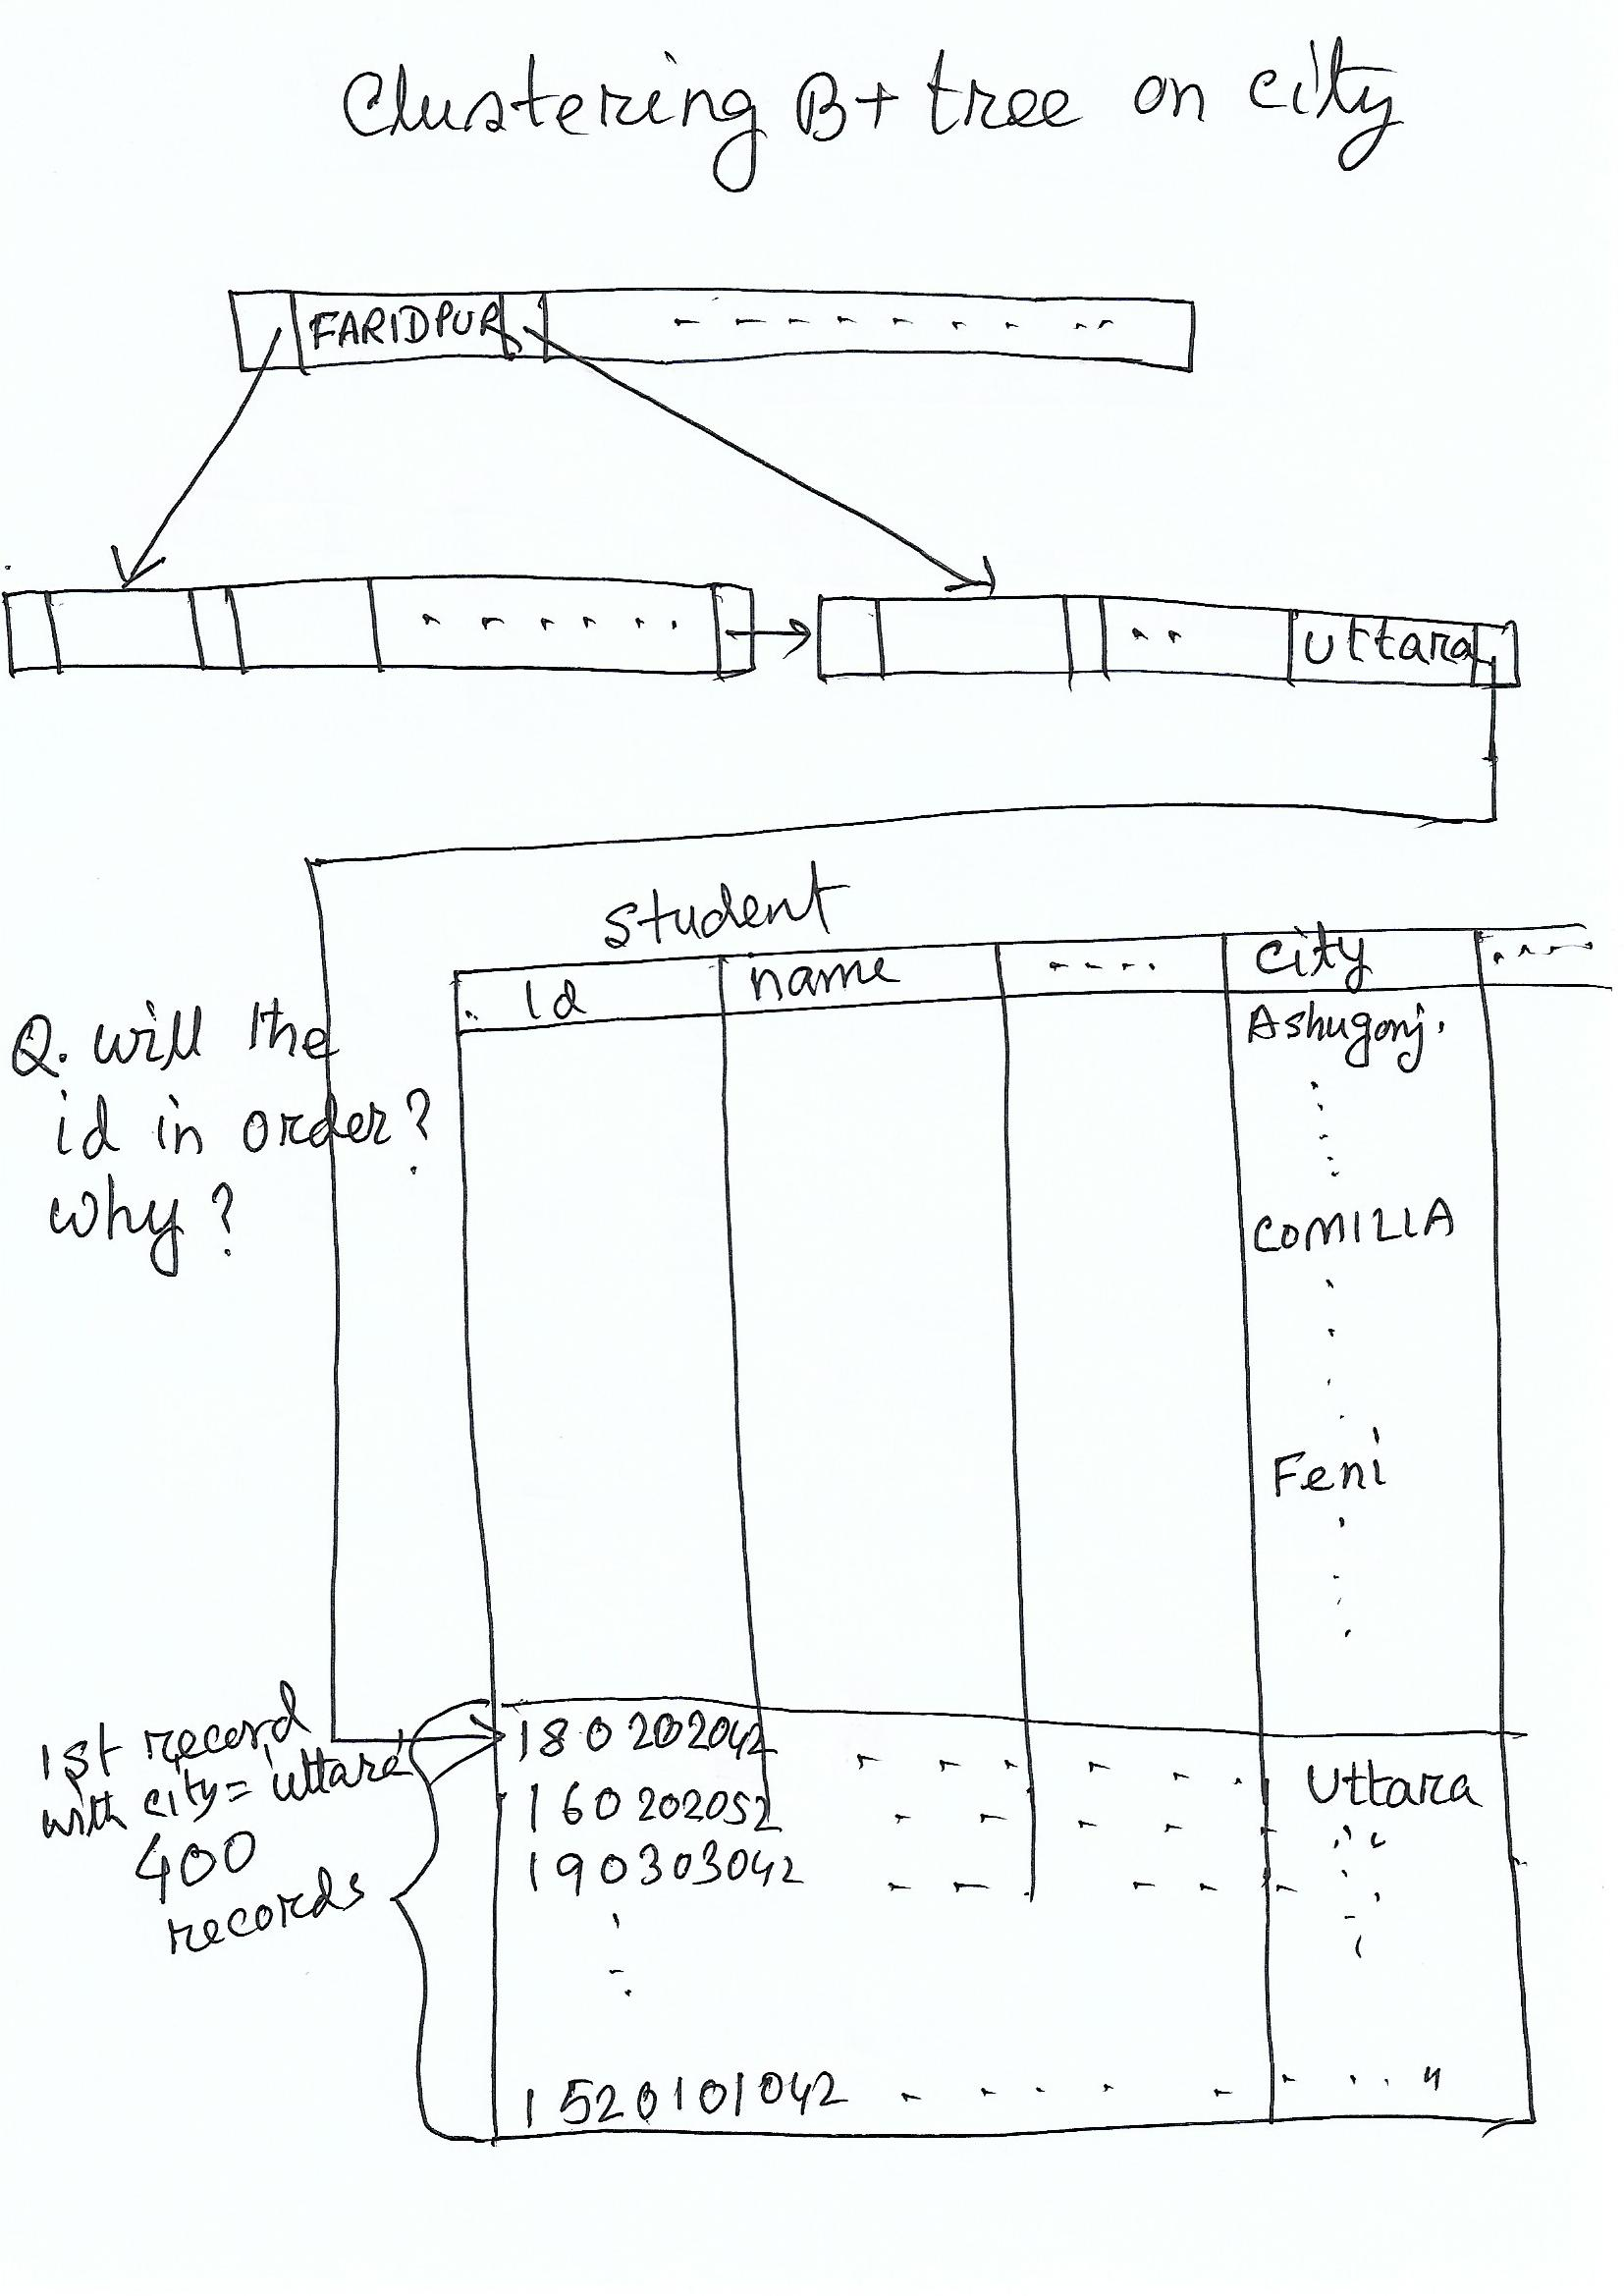 Clustering B+ tree on city
FARIDPUR
uttara
Student
Id name city
Ashugonj.
Q. will the
id in order?
why?
COMILLA
Feni
1st record
with city = uttara
400
records
180202042
160202052
190303042
1520101042
Uttara
"